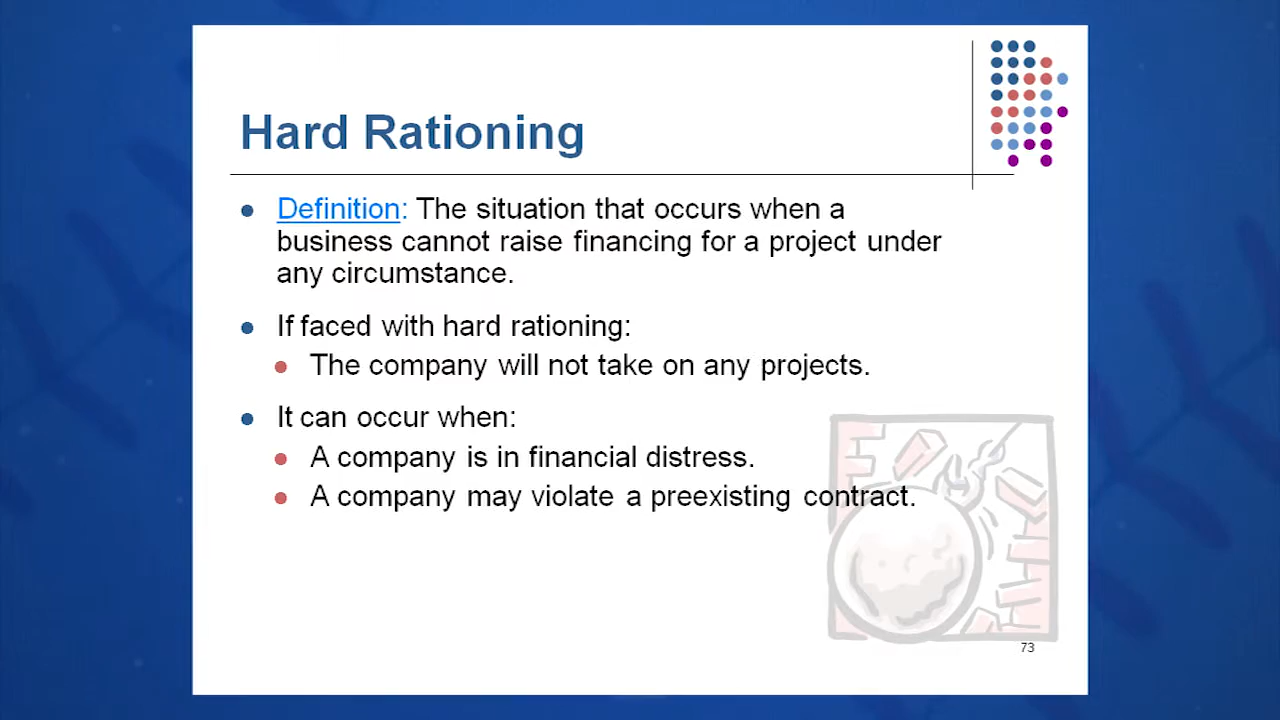 Hard Rationing
Definition: The situation that occurs when a
business cannot raise financing for a project under
any circumstance.
If faced with hard rationing:
The company will not take on any projects.
It can occur when:
A company is in financial distress.
A company may violate a preexisting contract.
73